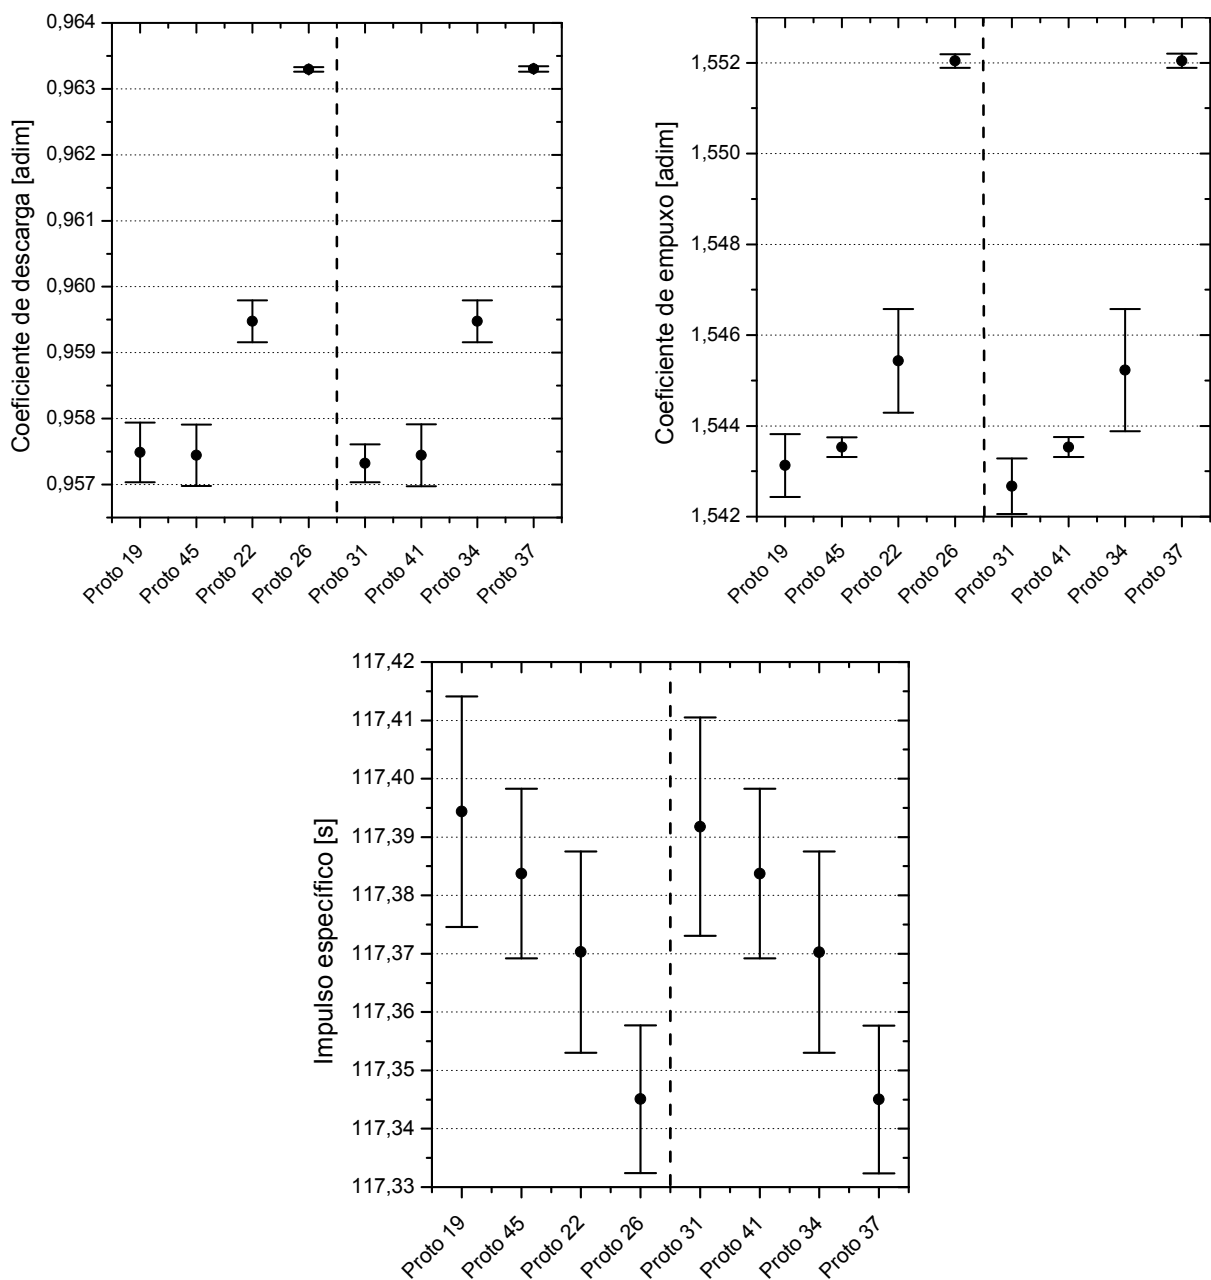 Coeficiente de descarga [adim]
0,964
0,963
0,962
0,961
0,960
0,959
0,958
0,957
Proto 19
Proto 45
Proto 22
Proto 26
Proto 31
Proto 41
Proto 34
Proto 37
Coeficiente de empuxo [adim]
1,552
1,550
1,548
1,546
1,544
1,542
Proto 19
Proto 45
Proto 22
Proto 26
Proto 31
Proto 41
Proto 34
Proto 37
Impulso específico [s]
117,42
117,41
117,40
117,39
117,38
117,37
117,36
117,35
117,34
117,33
Proto 19
Proto 45
Proto 22
Proto 26
Proto 31
Proto 41
Proto 34
Proto 37